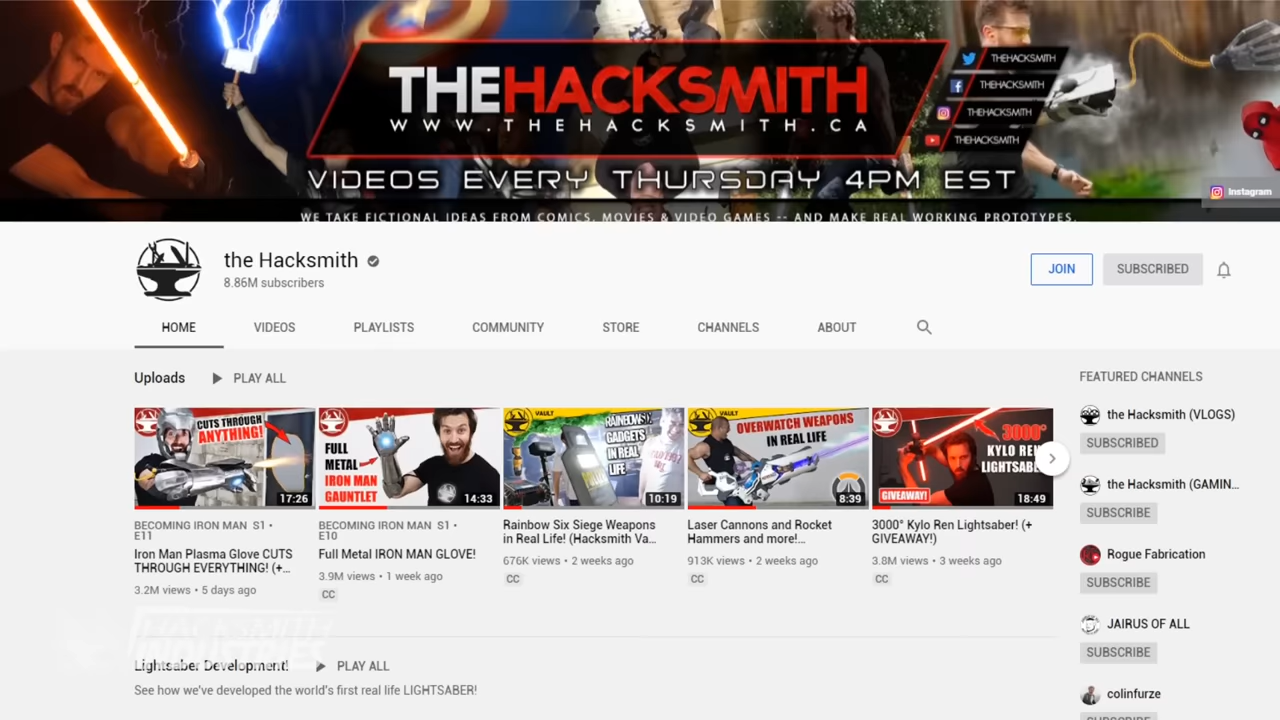 THEHACKSMITH
WWW.THEHACKSMITH.CA
VIDEOS EVERY THURSDAY 4PM EST
WE TAKE FICTIONAL IDEAS FROM COMICS, MOVIES & VIDEO GAMES -- AND MAKE REAL WORKING PROTOTYPES.
THEHACKSMITH
THEHACKSMITH
THEHACKSMITH
THEHACKSMITH
Instagram
the Hacksmith
8.86M subscribers
JOIN
SUBSCRIBED
HOME
VIDEOS
PLAYLISTS
COMMUNITY
STORE
CHANNELS
ABOUT
Uploads
PLAY ALL
CUTS THROUGH
ANYTHING!
17:26
BECOMING IRON MAN S1 •
E11
Iron Man Plasma Glove CUTS
THROUGH EVERYTHING! (+...
3.2M views • 5 days ago
FULL
METAL
IRON MAN
GAUNTLET
14:33
BECOMING IRON MAN S1 •
E10
Full Metal IRON MAN GLOVE!
3.9M views • 1 week ago
CC
VAULT
RAINBOW SIX
GADGETS
IN REAL
LIFE
10:19
Rainbow Six Siege Weapons
in Real Life! (Hacksmith Va...
676K views • 2 weeks ago
CC
VAULT
OVERWATCH WEAPONS
IN REAL LIFE
8:39
Laser Cannons and Rocket
Hammers and more!...
913K views • 2 weeks ago
CC
3000°
KYLO REN
LIGHTSABER
GIVEAWAY!
18:49
3000° Kylo Ren Lightsaber! (+
GIVEAWAY!)
3.8M views • 3 weeks ago
CC
FEATURED CHANNELS
the Hacksmith (VLOGS)
SUBSCRIBED
the Hacksmith (GAMIN...
SUBSCRIBE
Rogue Fabrication
SUBSCRIBE
JAIRUS OF ALL
SUBSCRIBE
colinfurze
SUBSCRIBE
HACKSMITH
INDUSTRIES
Lightsaber Development!
PLAY ALL
See how we've developed the world's first real life LIGHTSABER!